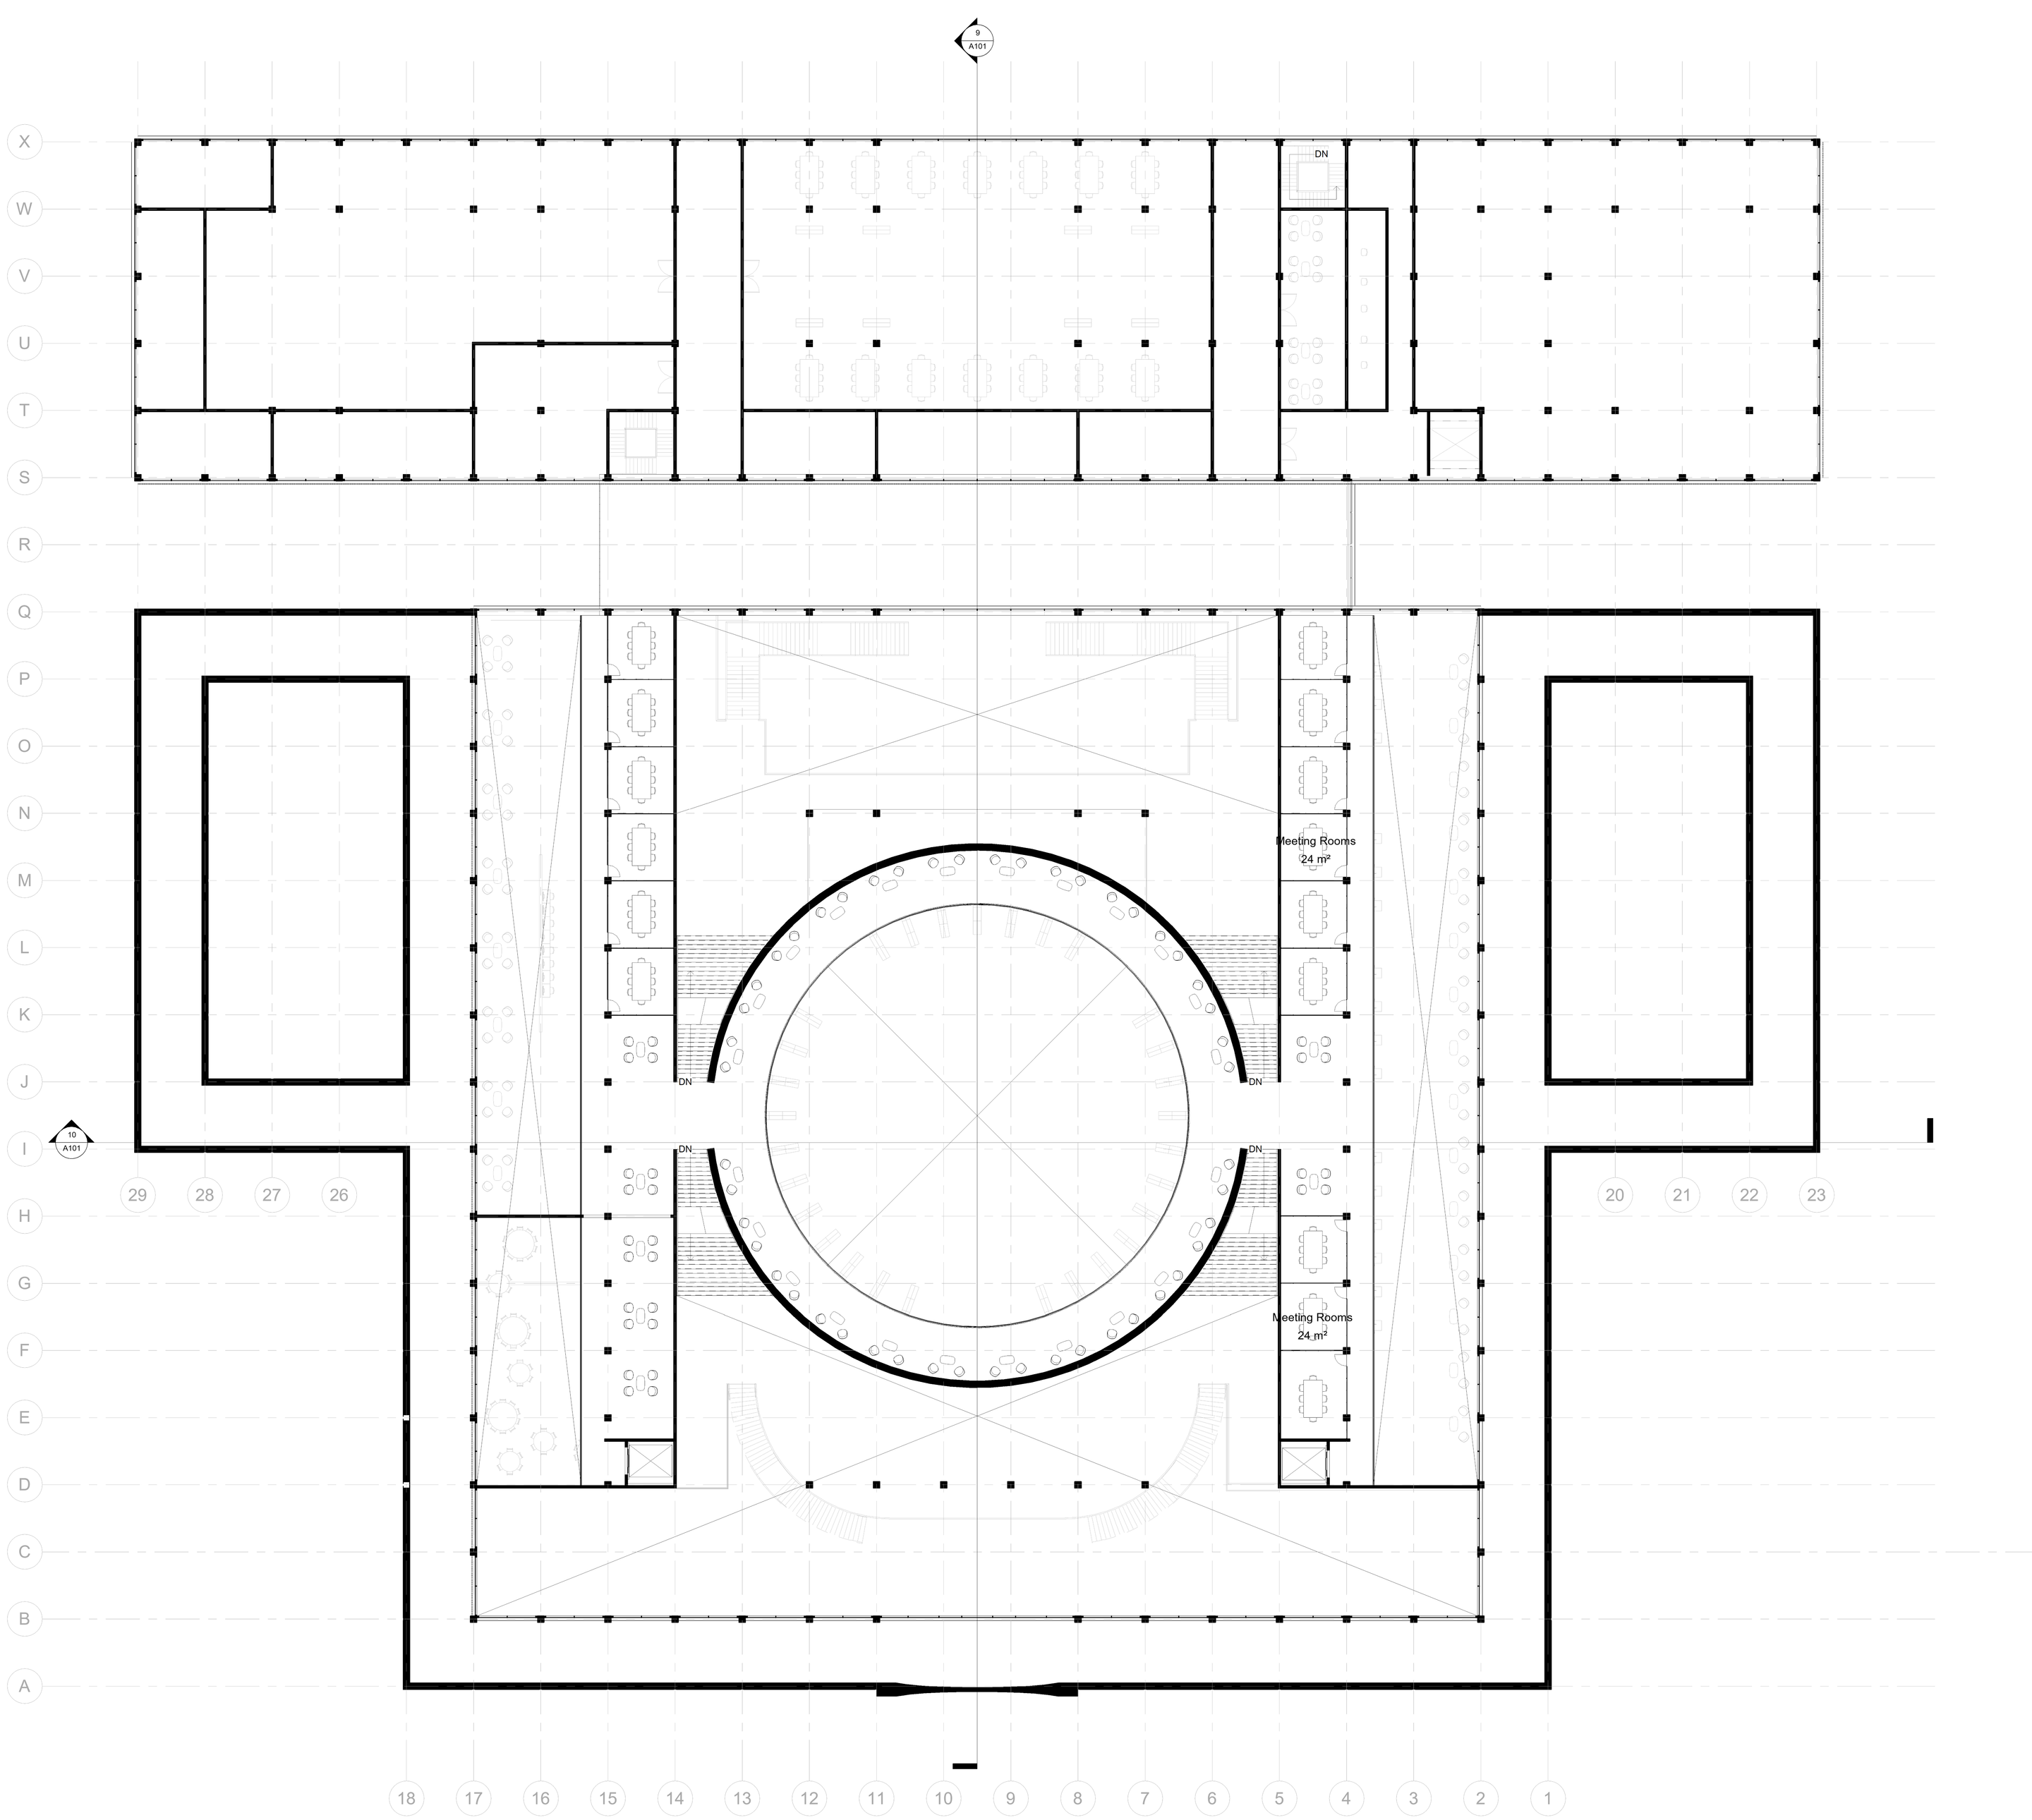 9
A101
X
DN
W
V
U
T
S
R
Q
P
O
N
Meeting Rooms
24 m²
M
L
K
J
DN
DN
10
A101
I
DN
DN
29
28
27
26
20
21
22
23
H
G
Meeting Rooms
24 m²
F
E
D
C
B
A
18
17
16
15
14
13
12
11
10
9
8
7
6
5
4
3
2
1